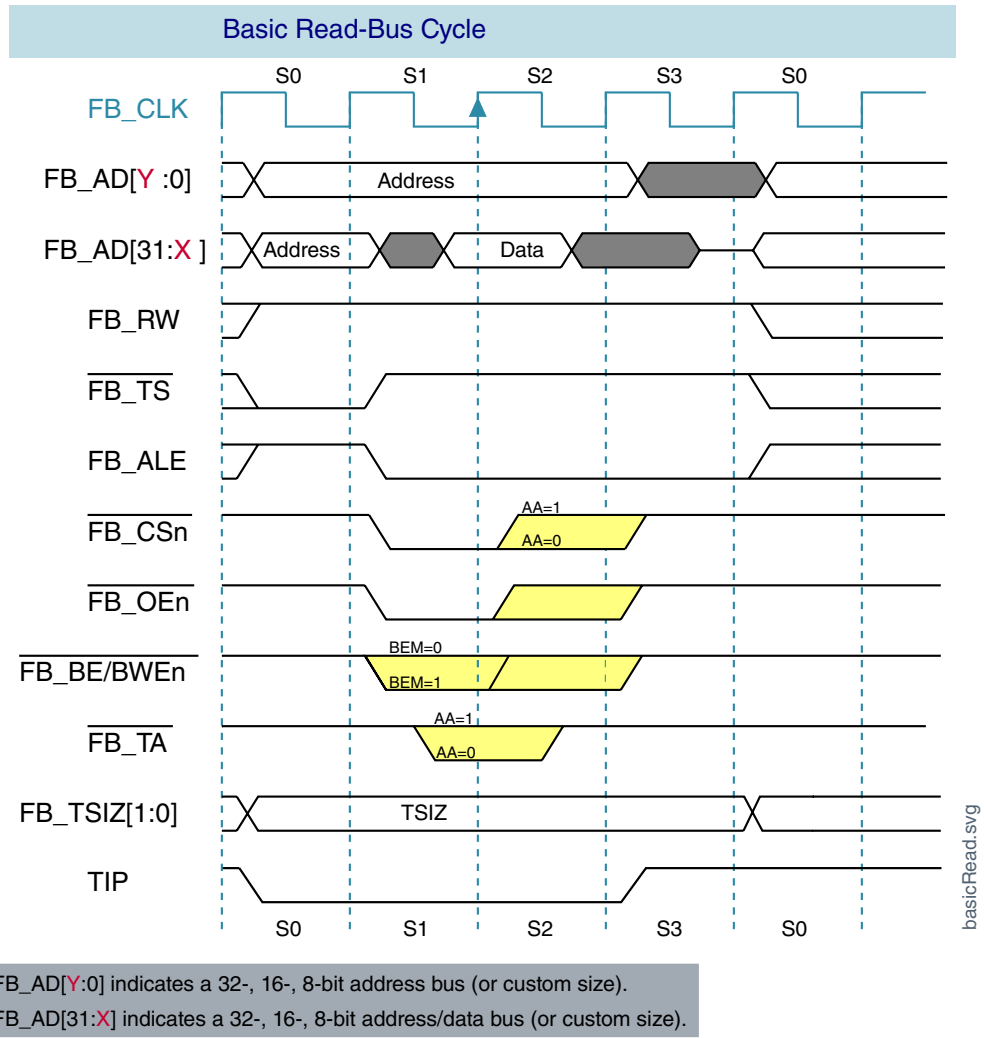 Basic Read-Bus Cycle
S0 S1 S2 S3 S0
FB_CLK
FB_AD[Y :0] Address
FB_AD[31:X ] Address Data
FB_RW
FB_TS
FB_ALE
AA=1
FB_CSn AA=0
FB_OEn
BEM=0
FB_BE/BWEn BEM=1
AA=1
FB_TA AA=0
FB_TSIZ[1:0] TSIZ
TIP
S0 S1 S2 S3 S0
basicRead.svg
FB_AD[Y:0] indicates a 32-, 16-, 8-bit address bus (or custom size).
FB_AD[31:X] indicates a 32-, 16-, 8-bit address/data bus (or custom size).